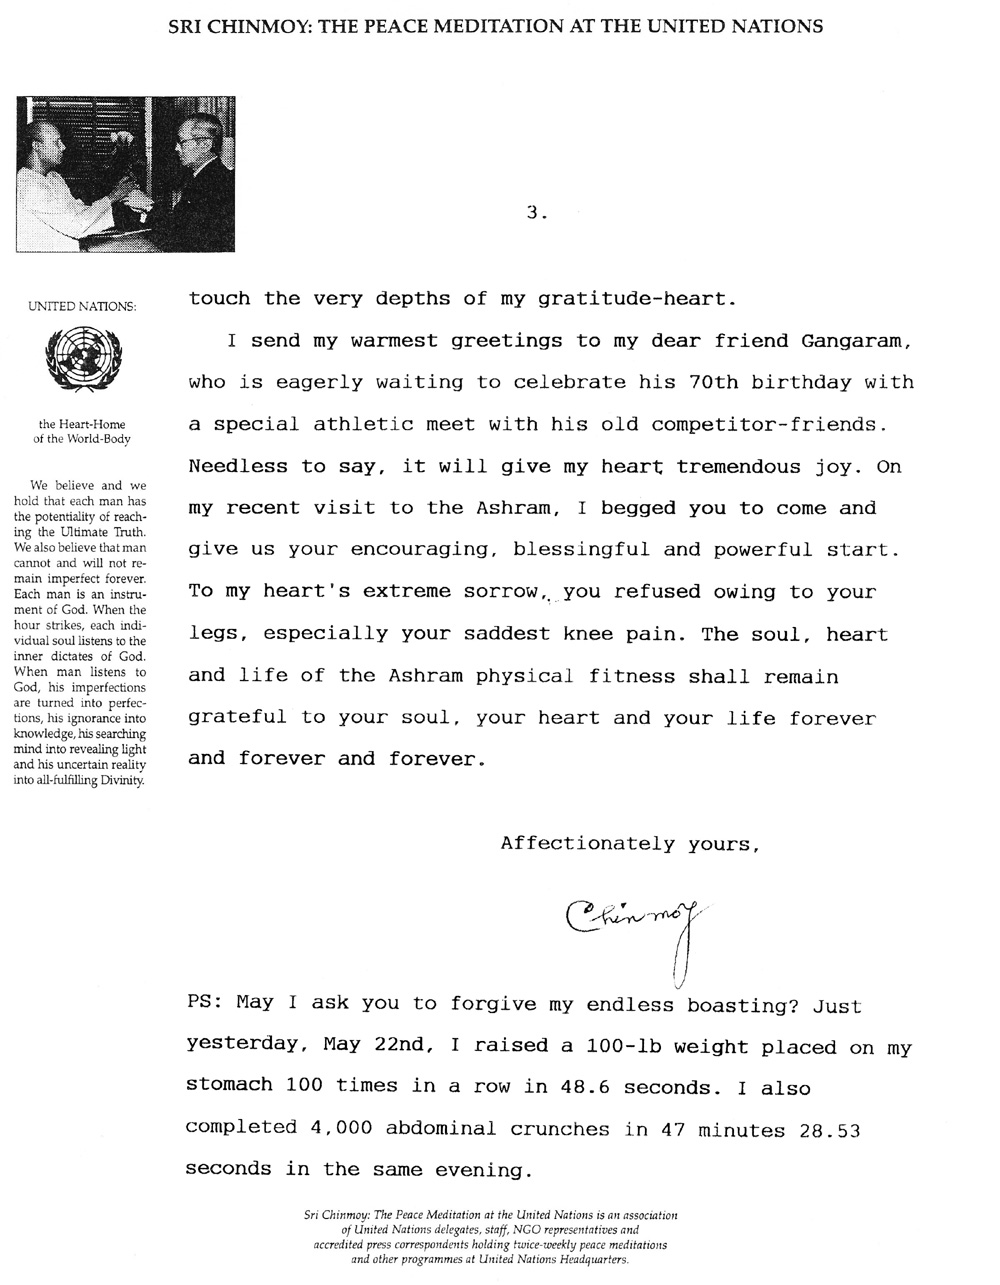 SRI CHINMOY: THE PEACE MEDITATION AT THE UNITED NATIONS
3.
UNITED NATIONS:
the Heart-Home
of the World-Body
We believe and we
hold that each man has
the potentiality of reach-
ing the Ultimate Truth.
We also believe that man
cannot and will not re-
main imperfect forever.
Each man is an instru-
ment of God. When the
hour strikes, each indi-
vidual soul listens to the
inner dictates of God.
When man listens to
God, his imperfections
are turned into perfec-
tions, his ignorance into
knowledge, his searching
mind into revealing light
and his uncertain reality
into all-fulfilling Divinity.
touch the very depths of my gratitude-heart.
I send my warmest greetings to my dear friend Gangaram,
who is eagerly waiting to celebrate his 70th birthday with
a special athletic meet with his old competitor-friends.
Needless to say, it will give my heart tremendous joy. On
my recent visit to the Ashram, I begged you to come and
give us your encouraging, blessingful and powerful start.
To my heart's extreme sorrow, you refused owing to your
legs, especially your saddest knee pain. The soul, heart
and life of the Ashram physical fitness shall remain
grateful to your soul, your heart and your life forever
and forever and forever.
Affectionately yours,
Chinmoy
PS: May I ask you to forgive my endless boasting? Just
yesterday, May 22nd, I raised a 100-lb weight placed on my
stomach 100 times in a row in 48.6 seconds. I also
completed 4,000 abdominal crunches in 47 minutes 28.53
seconds in the same evening.
Sri Chinmoy: The Peace Meditation at the United Nations is an association
of United Nations delegates, staff, NGO representatives and
accredited press correspondents holding twice-weekly peace meditations
and other programmes at United Nations Headquarters.